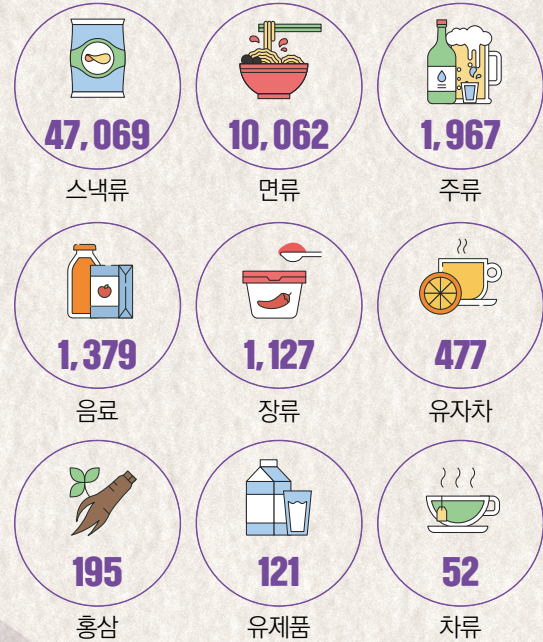 47,069 10,062 1,967
스낵류 면류 주류
1,379 1,127 477
음료 장류 유자차
195 121 52
홍삼 유제품 차류